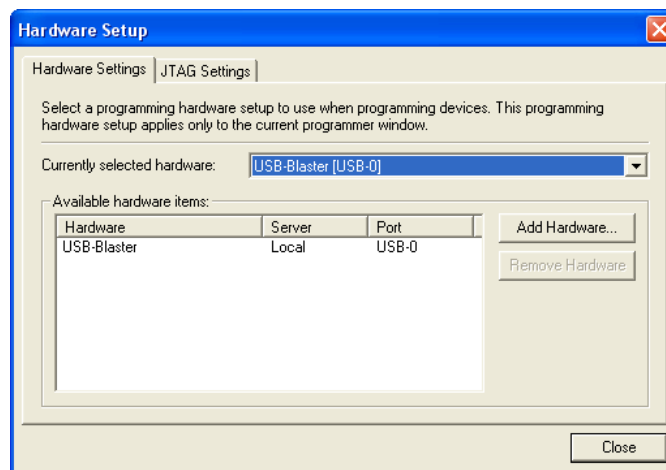 Hardware Setup
Hardware Settings JTAG Settings
Select a programming hardware setup to use when programming devices. This programming
hardware setup applies only to the current programmer window.
Currently selected hardware: USB-Blaster [USB-0]
Available hardware items:
Hardware Server Port
USB-Blaster Local USB-0
Add Hardware...
Remove Hardware
Close